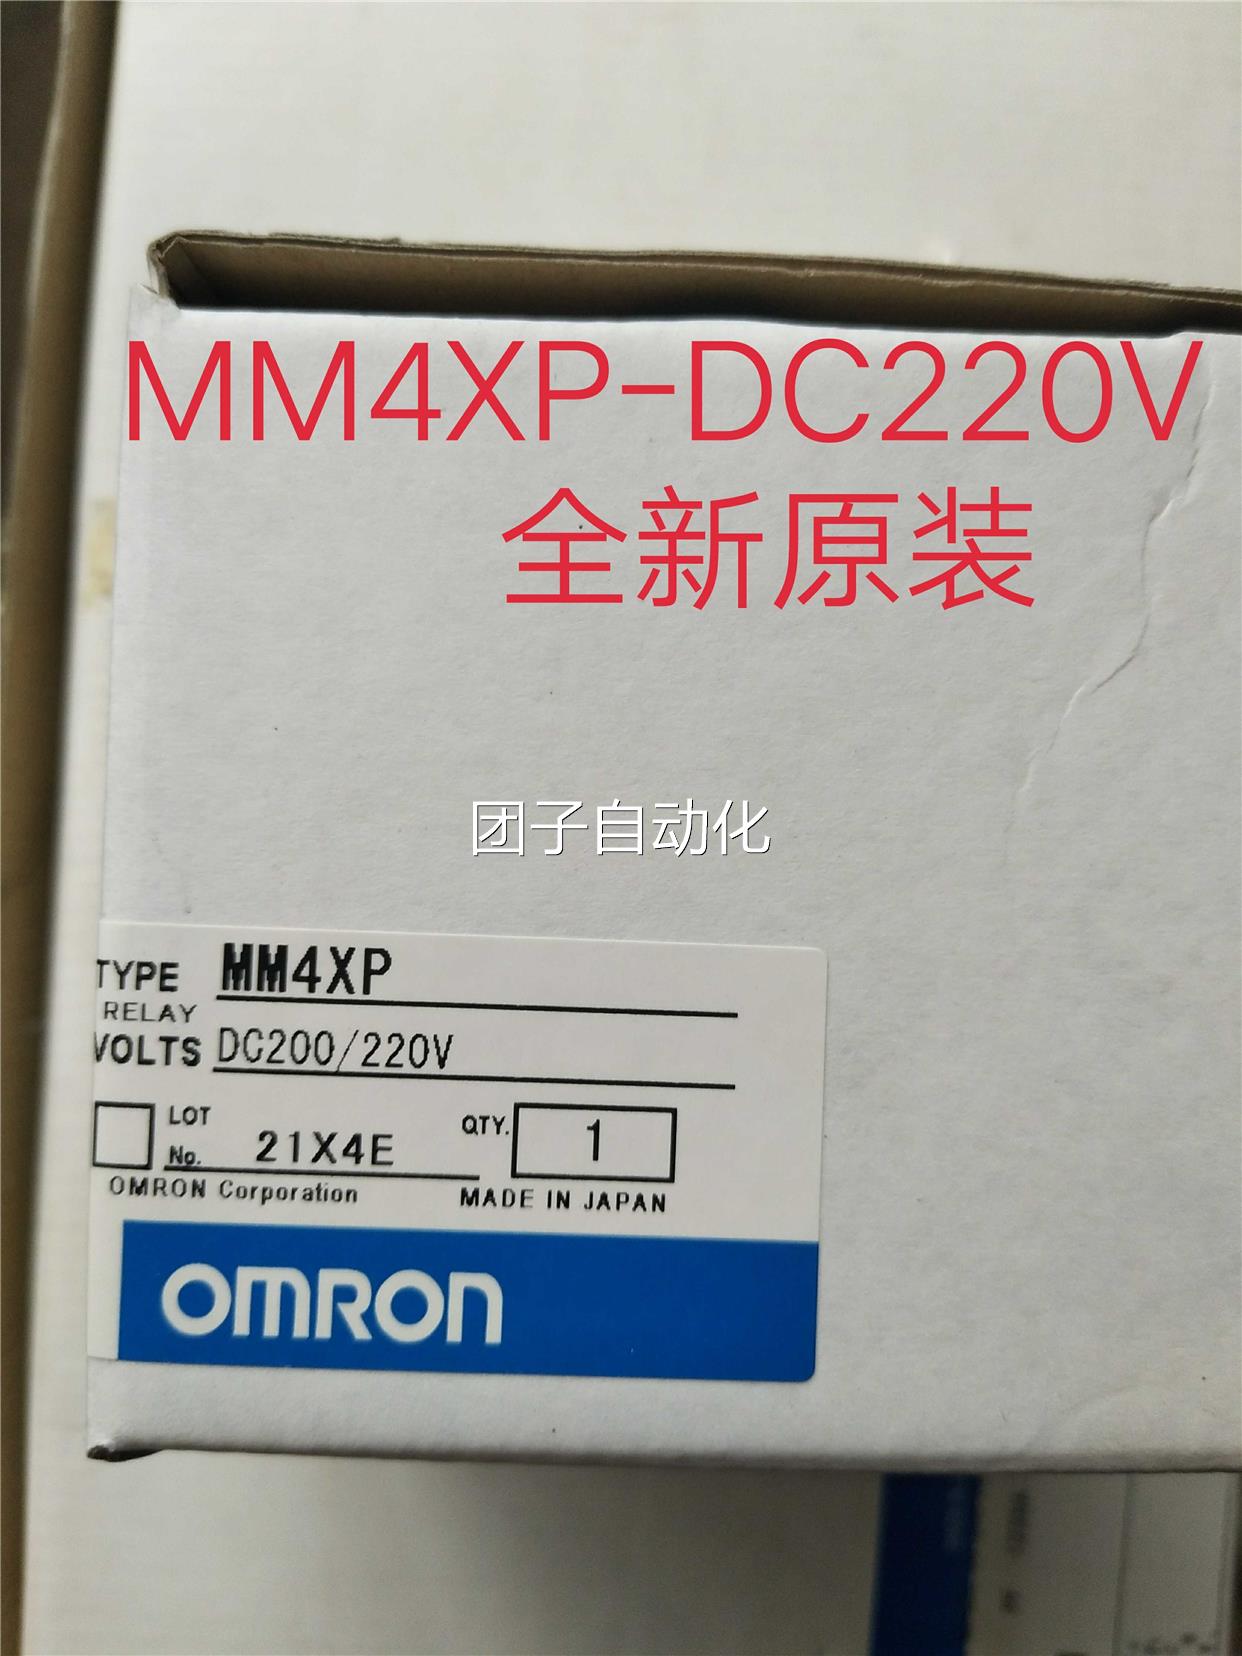 MM4XP-DC220V
全新原装
团子自动化
TYPE MM4XP
RELAY
VOLTS DC200/220V
LOT No. 21X4E QTY. 1
OMRON Corporation MADE IN JAPAN
OMRON